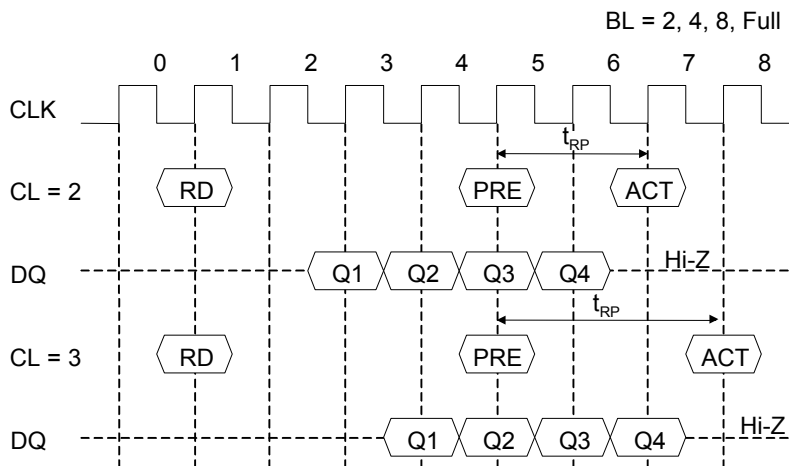 BL = 2, 4, 8, Full
0 1 2 3 4 5 6 7 8
CLK
tRP
CL = 2 RD PRE ACT
DQ Q1 Q2 Q3 Q4 Hi-Z
tRP
CL = 3 RD PRE ACT
DQ Q1 Q2 Q3 Q4 Hi-Z